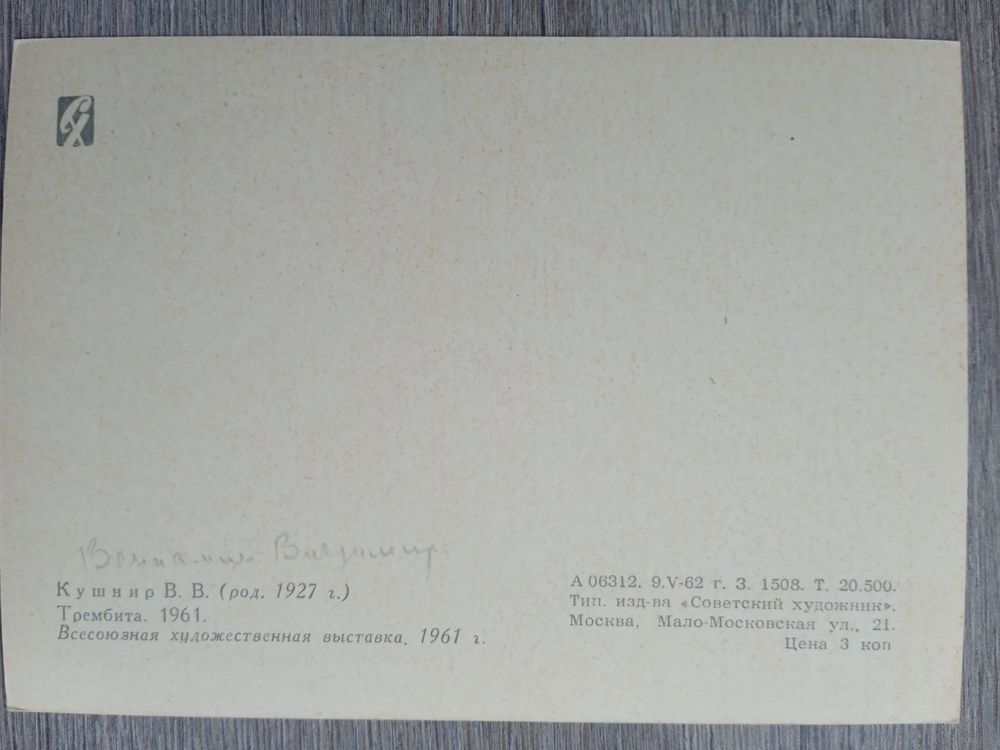 СХ
Вениамин Владимир.
Кушнир В. В. (род. 1927 г.)
Трембита. 1961.
Всесоюзная художественная выставка, 1961 г.
А 06312. 9.V-62 г. З. 1508. Т. 20.500.
Тип. изд-ва «Советский художник».
Москва, Мало-Московская ул., 21.
Цена 3 коп